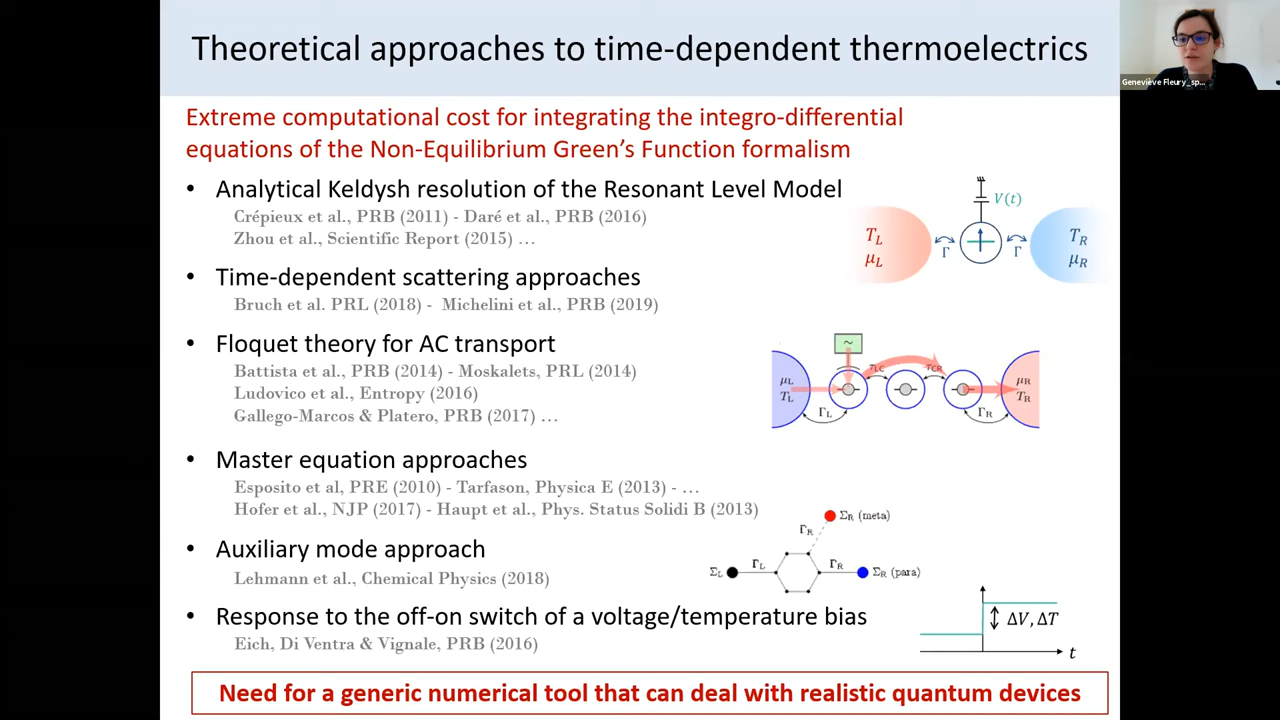 Theoretical approaches to time-dependent thermoelectrics
Geneviève Fleury_sp...
Extreme computational cost for integrating the integro-differential
equations of the Non-Equilibrium Green's Function formalism
• Analytical Keldysh resolution of the Resonant Level Model
Crépieux et al., PRB (2011) - Daré et al., PRB (2016)
Zhou et al., Scientific Report (2015) ...
V(t)
T_L
μ_L
Γ
Γ
T_R
μ_R
• Time-dependent scattering approaches
Bruch et al. PRL (2018) - Michelini et al., PRB (2019)
• Floquet theory for AC transport
Battista et al., PRB (2014) - Moskalets, PRL (2014)
Ludovico et al., Entropy (2016)
Gallego-Marcos & Platero, PRB (2017) ...
~
μ_L
T_L
Γ_L
τ_LC
τ_CR
Γ_R
μ_R
T_R
• Master equation approaches
Esposito et al, PRE (2010) - Tarfason, Physica E (2013) - ...
Hofer et al., NJP (2017) - Haupt et al., Phys. Status Solidi B (2013)
• Auxiliary mode approach
Lehmann et al., Chemical Physics (2018)
Σ_L
Γ_L
Γ_R
Σ_R (meta)
Γ_R
Σ_R (para)
• Response to the off-on switch of a voltage/temperature bias
Eich, Di Ventra & Vignale, PRB (2016)
ΔV, ΔT
t
Need for a generic numerical tool that can deal with realistic quantum devices